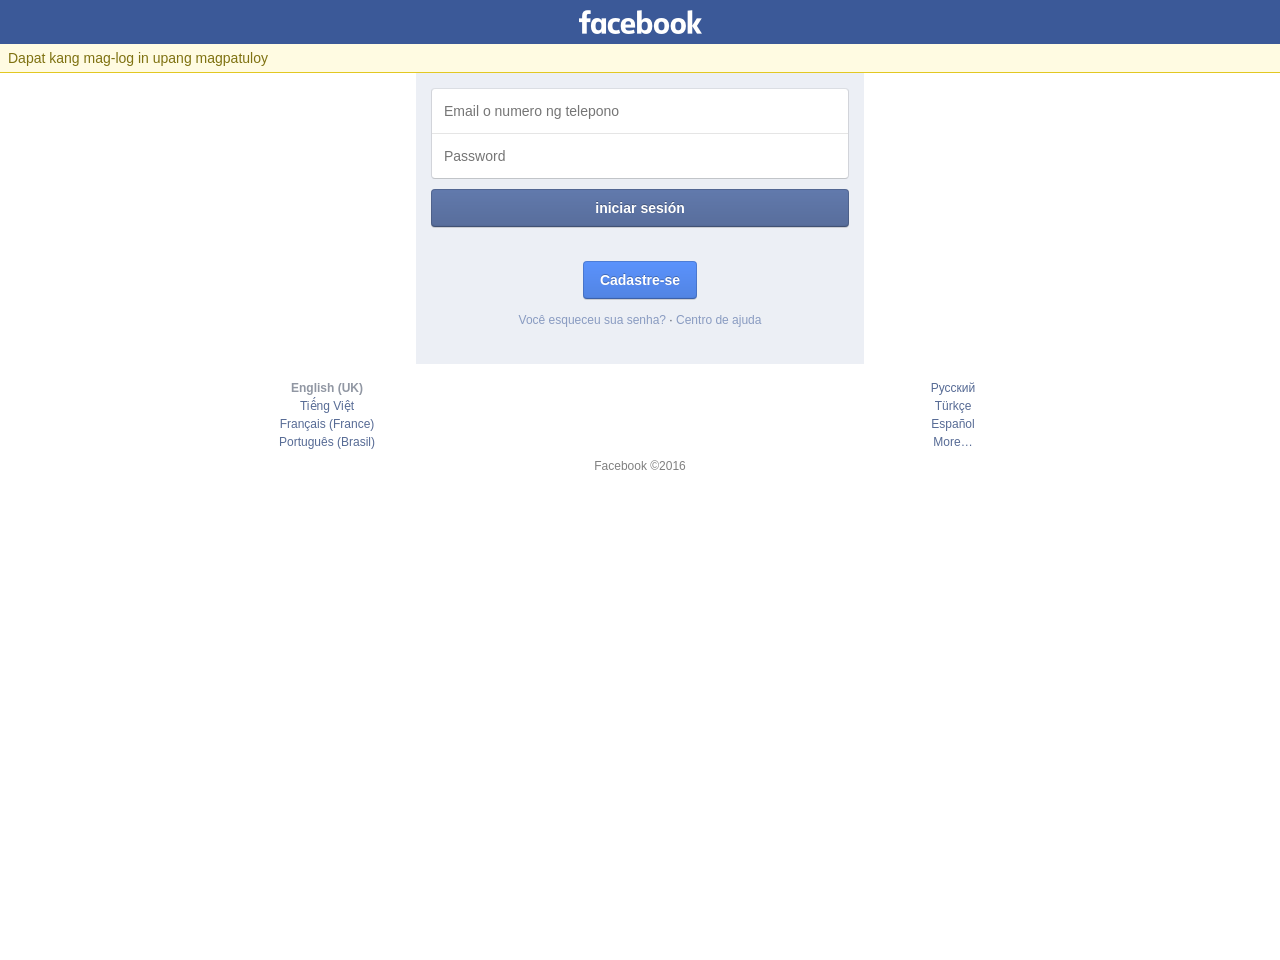 facebook
Dapat kang mag-log in upang magpatuloy
Email o numero ng telepono
Password
iniciar sesión
Cadastre-se
Você esqueceu sua senha? · Centro de ajuda
English (UK)
Tiếng Việt
Français (France)
Português (Brasil)
Русский
Türkçe
Español
More…
Facebook ©2016